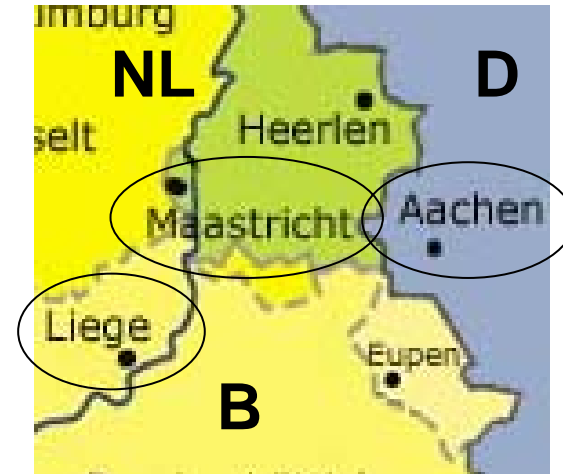 mburg
NL
D
Heerlen
selt
Maastricht
Aachen
Liege
Eupen
B